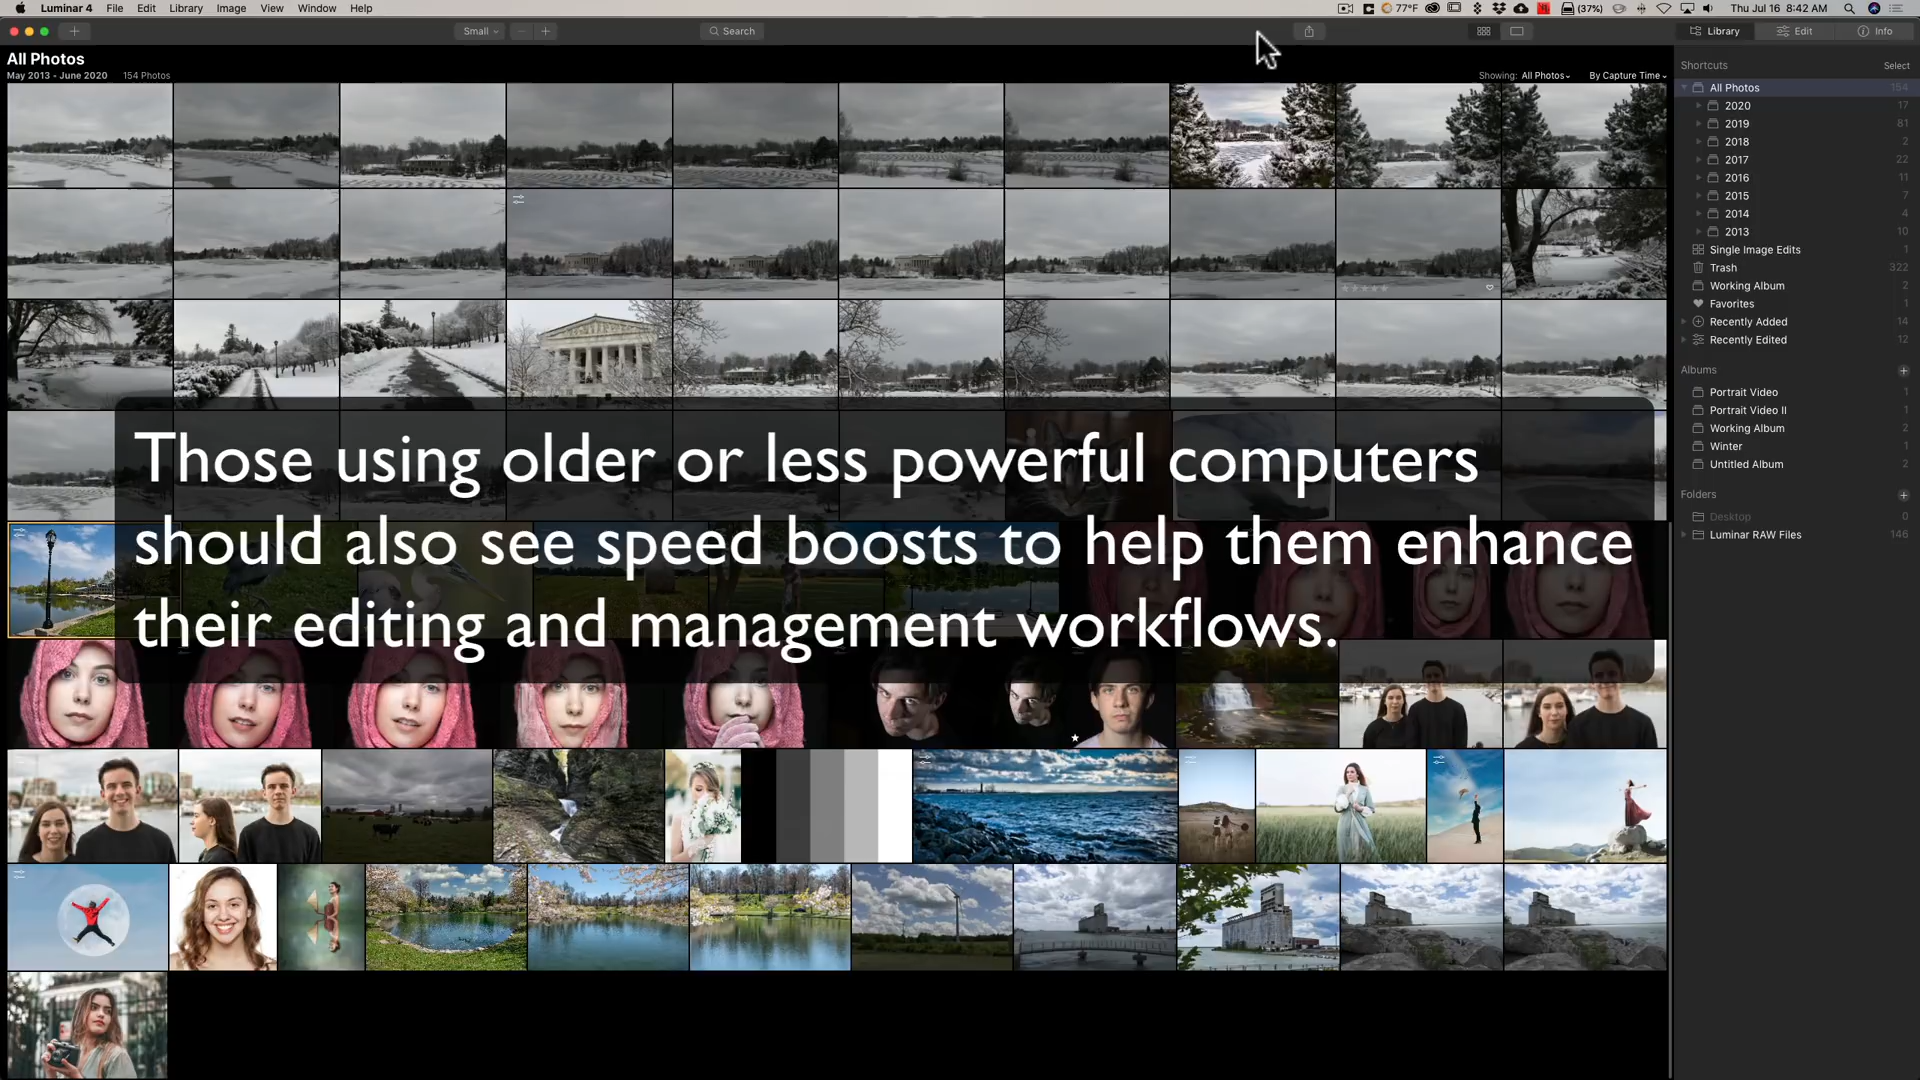 Luminar 4 File Edit Library Image View Window Help
77°F (37%) Thu Jul 16 8:42 AM
Small Search Library Edit Info
All Photos
May 2013 - June 2020 154 Photos
Showing: All Photos By Capture Time
Shortcuts Select
All Photos 154
2020 17
2019 81
2018 2
2017 22
2016 11
2015 7
2014 4
2013 10
Single Image Edits 1
Trash 322
Working Album 2
Favorites 1
Recently Added 14
Recently Edited 12
Albums
Portrait Video 1
Portrait Video II 1
Working Album 2
Winter 1
Untitled Album 2
Folders
Desktop 0
Luminar RAW Files 146
Those using older or less powerful computers
should also see speed boosts to help them enhance
their editing and management workflows.